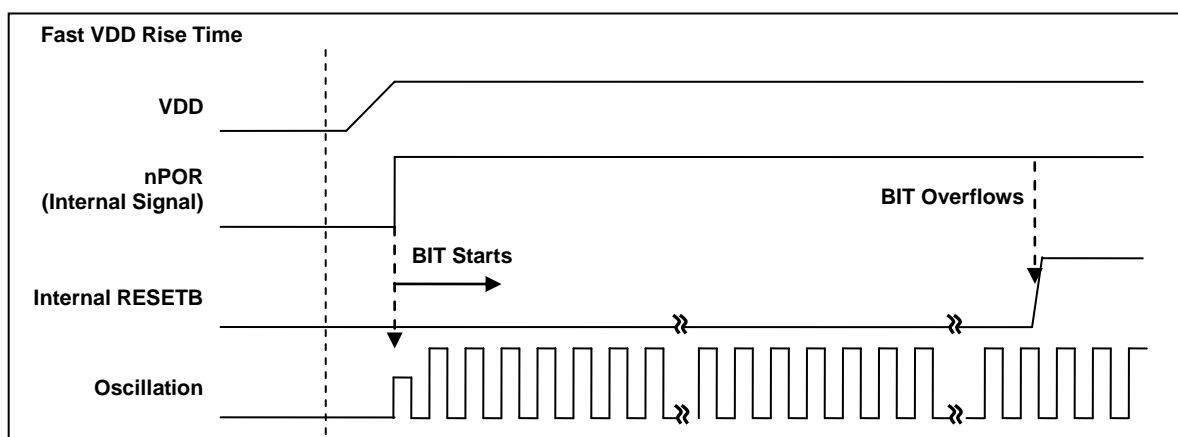 Fast VDD Rise Time
VDD
nPOR
(Internal Signal)
BIT Overflows
BIT Starts
Internal RESETB
Oscillation